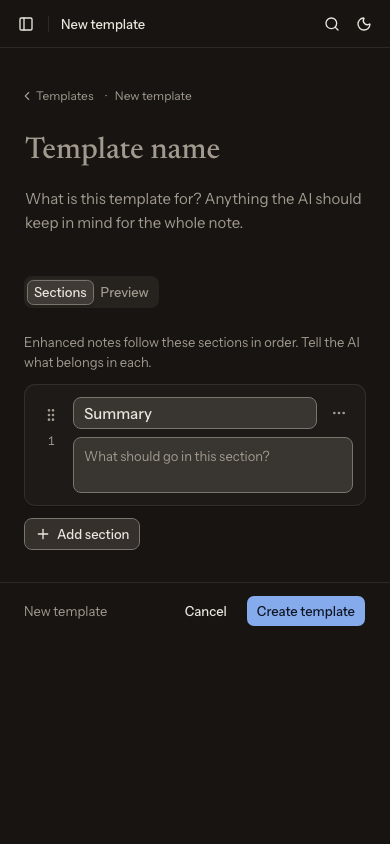 New template
Templates · New template
Template name
What is this template for? Anything the AI should
keep in mind for the whole note.
Sections Preview
Enhanced notes follow these sections in order. Tell the AI
what belongs in each.
Summary
1
What should go in this section?
Add section
New template Cancel Create template